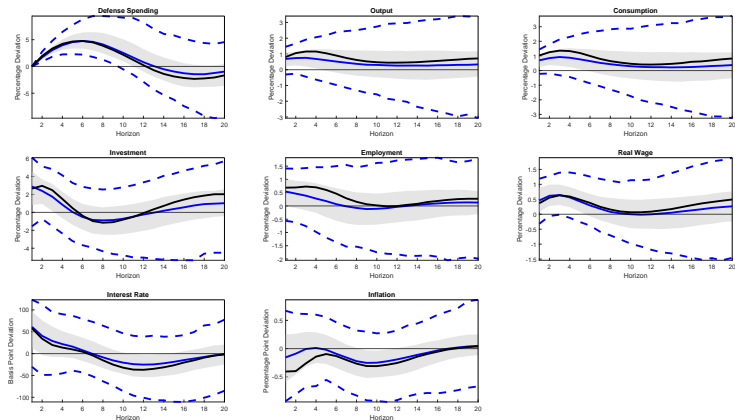 Defense Spending
Percentage Deviation
5
0
-5
2 4 6 8 10 12 14 16 18 20
Horizon
Output
Percentage Deviation
3
2
1
0
-1
-2
-3
2 4 6 8 10 12 14 16 18 20
Horizon
Consumption
Percentage Deviation
3
2
1
0
-1
-2
-3
2 4 6 8 10 12 14 16 18 20
Horizon
Investment
Percentage Deviation
6
4
2
0
-2
-4
2 4 6 8 10 12 14 16 18 20
Horizon
Employment
Percentage Deviation
1.5
1
0.5
0
-0.5
-1
-1.5
-2
2 4 6 8 10 12 14 16 18 20
Horizon
Real Wage
Percentage Deviation
1.5
1
0.5
0
-0.5
-1
-1.5
2 4 6 8 10 12 14 16 18 20
Horizon
Interest Rate
Basis Point Deviation
100
50
0
-50
-100
2 4 6 8 10 12 14 16 18 20
Horizon
Inflation
Percentage Point Deviation
0.5
0
-0.5
2 4 6 8 10 12 14 16 18 20
Horizon